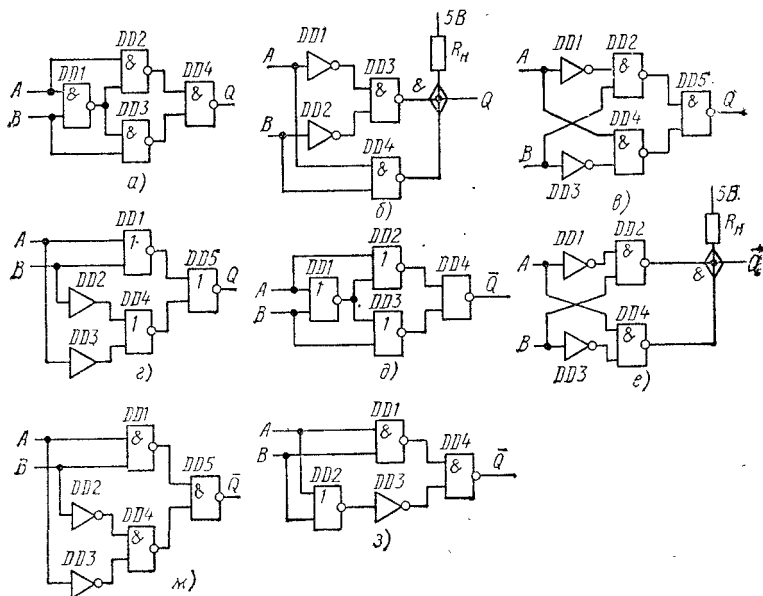 DD2
A
DD1
&
&
DD4
&
Q
B
DD3
&
а)
5В
Rн
DD1
A
DD3
&
&
Q
DD2
B
DD4
&
б)
DD1
DD2
&
A
DD5
&
Q
DD4
&
B
DD3
в)
DD1
A
1
DD5
B
DD2
1
Q
DD4
1
DD3
г)
DD2
DD1
1
DD4
A
1
Q̄
B
DD3
1
д)
5В
Rн
DD1
DD2
&
A
&
Q̄
DD4
&
B
DD3
е)
DD1
A
&
B
DD5
&
Q̄
DD2
DD4
&
DD3
ж)
DD1
A
&
DD4
B
&
Q̄
DD2
DD3
1
з)